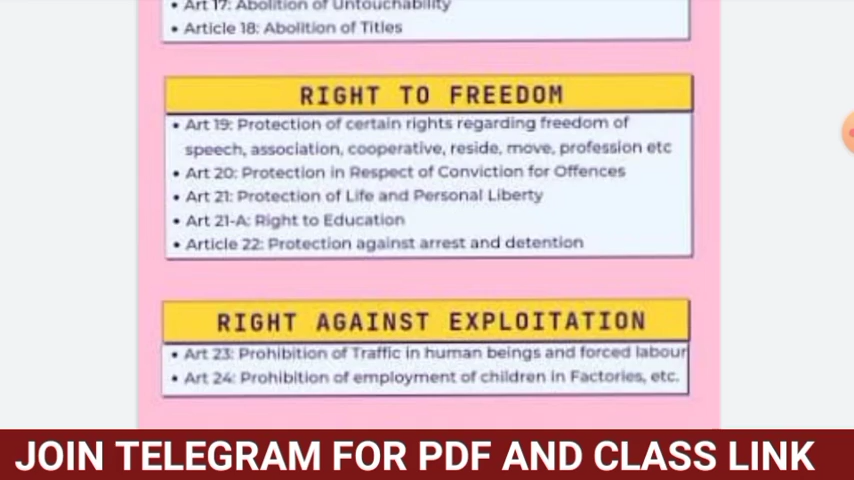 • Art 17: Abolition of Untouchability
• Article 18: Abolition of Titles
RIGHT TO FREEDOM
• Art 19: Protection of certain rights regarding freedom of
speech, association, cooperative, reside, move, profession etc
• Art 20: Protection in Respect of Conviction for Offences
• Art 21: Protection of Life and Personal Liberty
• Art 21-A: Right to Education
• Article 22: Protection against arrest and detention
RIGHT AGAINST EXPLOITATION
• Art 23: Prohibition of Traffic in human beings and forced labour
• Art 24: Prohibition of employment of children in Factories, etc.
JOIN TELEGRAM FOR PDF AND CLASS LINK